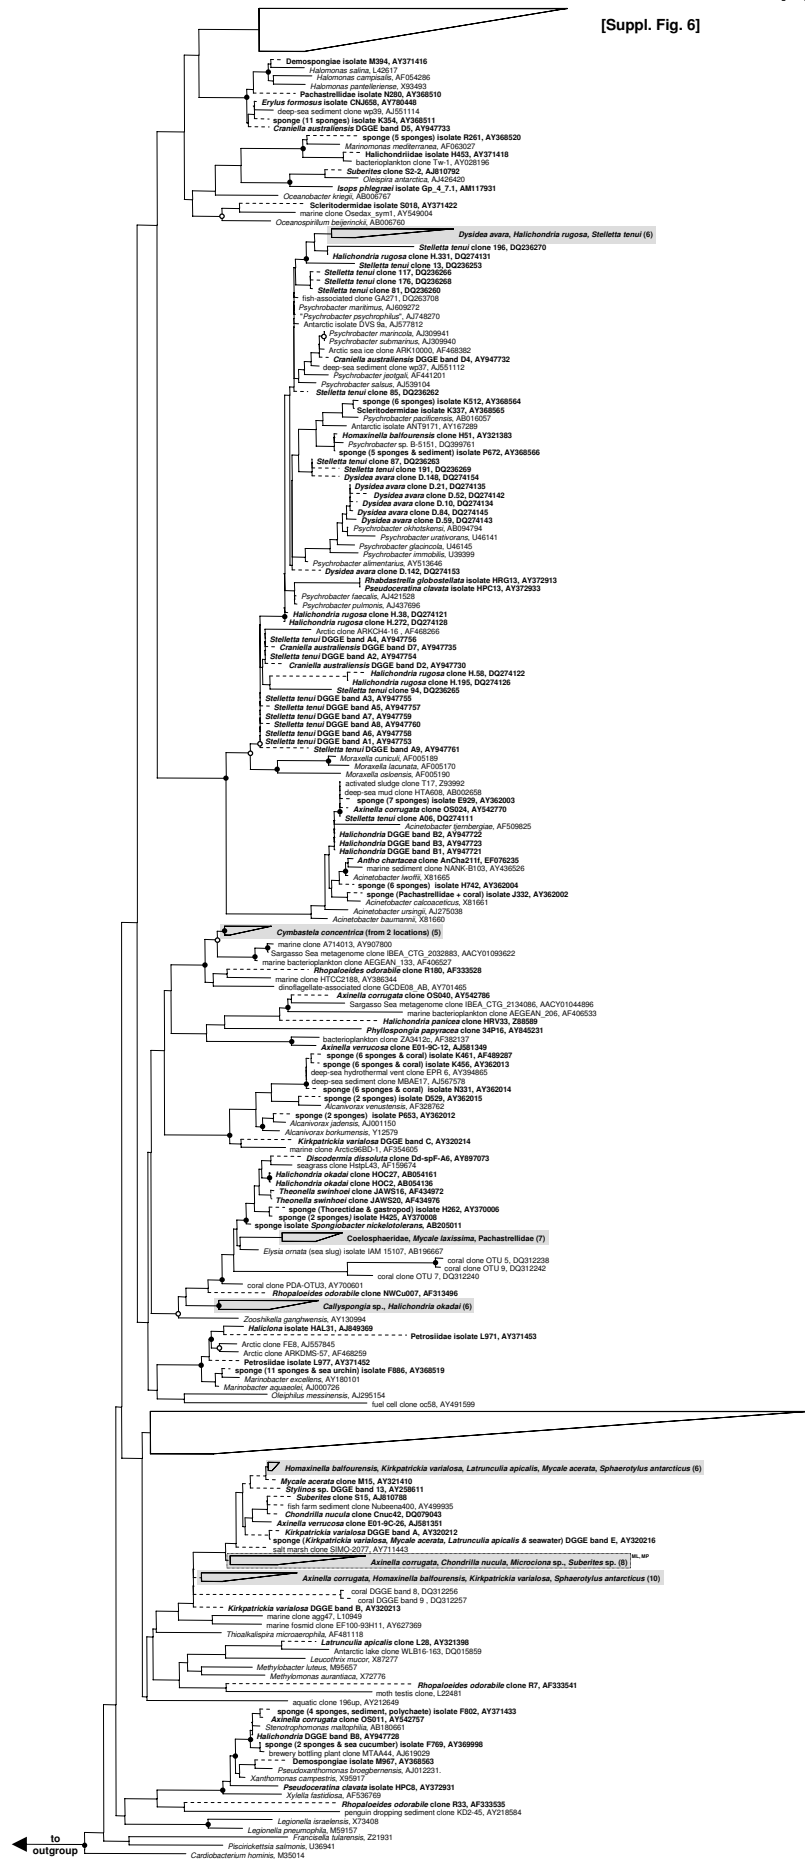 [Suppl. Fig. 6]
Demospongiae isolate M394, AY371416
Halomonas salina, L42617
Halomonas campisalis, AF054286
Halomonas pantelleriense, X93493
Pachastrellidae isolate N280, AY368510
Erylus formosus isolate CNJ658, AY780448
deep-sea sediment clone wp39, AJ551114
sponge (11 sponges) isolate K354, AY368511
Craniella australiensis DGGE band D5, AY947733
sponge (5 sponges) isolate R261, AY368520
Marinomonas mediterranea, AF063027
Halichondriidae isolate H453, AY371418
bacterioplankton clone Tw-1, AY028196
Suberites clone S2-2, AJ810792
Oleispira antarctica, AJ426420
Isops phlegraei isolate Gp_4_7.1, AM117931
Oceanobacter kriegii, AB006767
Scleritodermidae isolate S018, AY371422
marine clone Osedax_sym1, AY549004
Oceanospirillum beijerinckii, AB006760
Dysidea avara, Halichondria rugosa, Stelletta tenui (6)
Stelletta tenui clone 196, DQ236270
Halichondria rugosa clone H.331, DQ274131
Stelletta tenui clone 13, DQ236253
Stelletta tenui clone 117, DQ236266
Stelletta tenui clone 176, DQ236268
Stelletta tenui clone 81, DQ236260
fish-associated clone GA271, DQ263708
Psychrobacter maritimus, AJ609272
"Psychrobacter psychrophilus", AJ748270
Antarctic isolate DVS 9a, AJ577812
Psychrobacter marincola, AJ309941
Psychrobacter submarinus, AJ309940
Arctic sea ice clone ARK10000, AF468382
Craniella australiensis DGGE band D4, AY947732
deep-sea sediment clone wp37, AJ551112
Psychrobacter jeotgali, AF441201
Psychrobacter salsus, AJ539104
Stelletta tenui clone 85, DQ236262
sponge (6 sponges) isolate K512, AY368564
Scleritodermidae isolate K337, AY368565
Psychrobacter pacificensis, AB016057
Antarctic isolate ANT9171, AY167289
Homaxinella balfourensis clone H51, AY321383
Psychrobacter sp. B-5151, DQ399761
sponge (5 sponges & sediment) isolate P672, AY368566
Stelletta tenui clone 87, DQ236263
Stelletta tenui clone 191, DQ236269
Dysidea avara clone D.148, DQ274154
Dysidea avara clone D.21, DQ274135
Dysidea avara clone D.52, DQ274142
Dysidea avara clone D.10, DQ274134
Dysidea avara clone D.84, DQ274145
Dysidea avara clone D.59, DQ274143
Psychrobacter okhotskensi, AB094794
Psychrobacter urativorans, U46141
Psychrobacter glacincola, U46145
Psychrobacter immobilis, U39399
Psychrobacter alimentarius, AY513646
Dysidea avara clone D.142, DQ274153
Rhabdastrella globostellata isolate HRG13, AY372913
Pseudoceratina clavata isolate HPC13, AY372933
Psychrobacter faecalis, AJ421528
Psychrobacter pulmonis, AJ437696
Halichondria rugosa clone H.38, DQ274121
Halichondria rugosa clone H.272, DQ274128
Arctic clone ARKCH4-16 , AF468266
Stelletta tenui DGGE band A4, AY947756
Craniella australiensis DGGE band D7, AY947735
Stelletta tenui DGGE band A2, AY947754
Craniella australiensis DGGE band D2, AY947730
Halichondria rugosa clone H.58, DQ274122
Halichondria rugosa clone H.195, DQ274126
Stelletta tenui clone 94, DQ236265
Stelletta tenui DGGE band A3, AY947755
Stelletta tenui DGGE band A5, AY947757
Stelletta tenui DGGE band A7, AY947759
Stelletta tenui DGGE band A8, AY947760
Stelletta tenui DGGE band A6, AY947758
Stelletta tenui DGGE band A1, AY947753
Stelletta tenui DGGE band A9, AY947761
Moraxella cuniculi, AF005189
Moraxella lacunata, AF005170
Moraxella osloensis, AF005190
activated sludge clone T17, Z93992
deep-sea mud clone HTA608, AB002658
sponge (7 sponges) isolate E929, AY362003
Axinella corrugata clone OS024, AY542770
Stelletta tenui clone A06, DQ274111
Acinetobacter tjernbergiae, AF509825
Halichondria DGGE band B2, AY947722
Halichondria DGGE band B3, AY947723
Halichondria DGGE band B1, AY947721
Antho chartacea clone AnCha211f, EF076235
marine sediment clone NANK-B103, AY436526
Acinetobacter lwoffii, X81665
sponge (6 sponges) isolate H742, AY362004
sponge (Pachastrellidae + coral) isolate J332, AY362002
Acinetobacter calcoaceticus, X81661
Acinetobacter ursingii, AJ275038
Acinetobacter baumannii, X81660
Cymbastela concentrica (from 2 locations) (5)
marine clone A714013, AY907800
Sargasso Sea metagenome clone IBEA_CTG_2032883, AACY01093622
marine bacterioplankton clone AEGEAN_133, AF406527
Rhopaloeides odorabile clone R180, AF333528
marine clone HTCC2188, AY386344
dinoflagellate-associated clone GCDE08_AB, AY701465
Axinella corrugata clone OS040, AY542786
Sargasso Sea metagenome clone IBEA_CTG_2134086, AACY01044896
marine bacterioplankton clone AEGEAN_206, AF406533
Halichondria panicea clone HRV33, Z88589
Phyllospongia papyracea clone 34P16, AY845231
bacterioplankton clone ZA3412c, AF382137
Axinella verrucosa clone E01-9C-12, AJ581349
sponge (6 sponges & coral) isolate K461, AF489287
sponge (6 sponges & coral) isolate K456, AY362013
deep-sea hydrothermal vent clone EPR 6, AY394865
deep-sea sediment clone MBAE17, AJ567578
sponge (6 sponges & coral) isolate N331, AY362014
sponge (2 sponges) isolate D529, AY362015
Alcanivorax venustensis, AF328762
sponge (2 sponges) isolate P653, AY362012
Alcanivorax jadensis, AJ001150
Alcanivorax borkumensis, Y12579
Kirkpatrickia varialosa DGGE band C, AY320214
marine clone Arctic96BD-1, AF354605
Discodermia dissoluta clone Dd-spF-A6, AY897073
seagrass clone HstpL43, AF159674
Halichondria okadai clone HOC27, AB054161
Halichondria okadai clone HOC2, AB054136
Theonella swinhoei clone JAWS16, AF434972
Theonella swinhoei clone JAWS20, AF434976
sponge (Thorectidae & gastropod) isolate H262, AY370006
sponge (2 sponges) isolate H425, AY370008
sponge isolate Spongiobacter nickelotolerans, AB205011
Coelosphaeridae, Mycale laxissima, Pachastrellidae (7)
Elysia ornata (sea slug) isolate IAM 15107, AB196667
coral clone OTU 5, DQ312238
coral clone OTU 9, DQ312242
coral clone OTU 7, DQ312240
coral clone PDA-OTU3, AY700601
Rhopaloeides odorabile clone NWCu007, AF313496
Callyspongia sp., Halichondria okadai (6)
Zooshikella ganghwensis, AY130994
Haliclona isolate HAL31, AJ849369
Petrosiidae isolate L971, AY371453
Arctic clone FE8, AJ557845
Arctic clone ARKDMS-57, AF468259
Petrosiidae isolate L977, AY371452
sponge (11 sponges & sea urchin) isolate F886, AY368519
Marinobacter excellens, AY180101
Marinobacter aquaeolei, AJ000726
Oleiphilus messinensis, AJ295154
fuel cell clone oc58, AY491599
Homaxinella balfourensis, Kirkpatrickia varialosa, Latrunculia apicalis, Mycale acerata, Sphaerotylus antarcticus (6)
Mycale acerata clone M15, AY321410
Stylinos sp. DGGE band 13, AY258611
Suberites clone S15, AJ810788
fish farm sediment clone Nubeena400, AY499935
Chondrilla nucula clone Cnuc42, DQ079043
Axinella verrucosa clone E01-9C-26, AJ581351
Kirkpatrickia varialosa DGGE band A, AY320212
sponge (Kirkpatrickia varialosa, Mycale acerata, Latrunculia apicalis & seawater) DGGE band E, AY320216
salt marsh clone SIMO-2077, AY711443
Axinella corrugata, Chondrilla nucula, Microciona sp., Suberites sp. (8) ML, MP
Axinella corrugata, Homaxinella balfourensis, Kirkpatrickia varialosa, Sphaerotylus antarcticus (10)
coral DGGE band 8, DQ312256
coral DGGE band 9 , DQ312257
Kirkpatrickia varialosa DGGE band B, AY320213
marine clone agg47, L10949
marine fosmid clone EF100-93H11, AY627369
Thioalkalispira microaerophila, AF481118
Latrunculia apicalis clone L28, AY321398
Antarctic lake clone WLB16-163, DQ015859
Leucothrix mucor, X87277
Methylobacter luteus, M95657
Methylomonas aurantiaca, X72776
Rhopaloeides odorabile clone R7, AF333541
moth testis clone, L22481
aquatic clone 196up, AY212649
sponge (4 sponges, sediment, polychaete) isolate F802, AY371433
Axinella corrugata clone OS011, AY542757
Stenotrophomonas maltophilia, AB180661
Halichondria DGGE band B8, AY947728
sponge (2 sponges & sea cucumber) isolate F769, AY369998
brewery bottling plant clone MTAA44, AJ619029
Demospongiae isolate M967, AY368563
Pseudoxanthomonas broegbernensis, AJ012231.
Xanthomonas campestris, X95917
Pseudoceratina clavata isolate HPC8, AY372931
Xylella fastidiosa, AF536769
Rhopaloeides odorabile clone R33, AF333535
penguin dropping sediment clone KD2-45, AY218584
Legionella israelensis, X73408
Legionella pneumophila, M59157
Francisella tularensis, Z21931
Piscirickettsia salmonis, U36941
Cardiobacterium hominis, M35014
to
outgroup